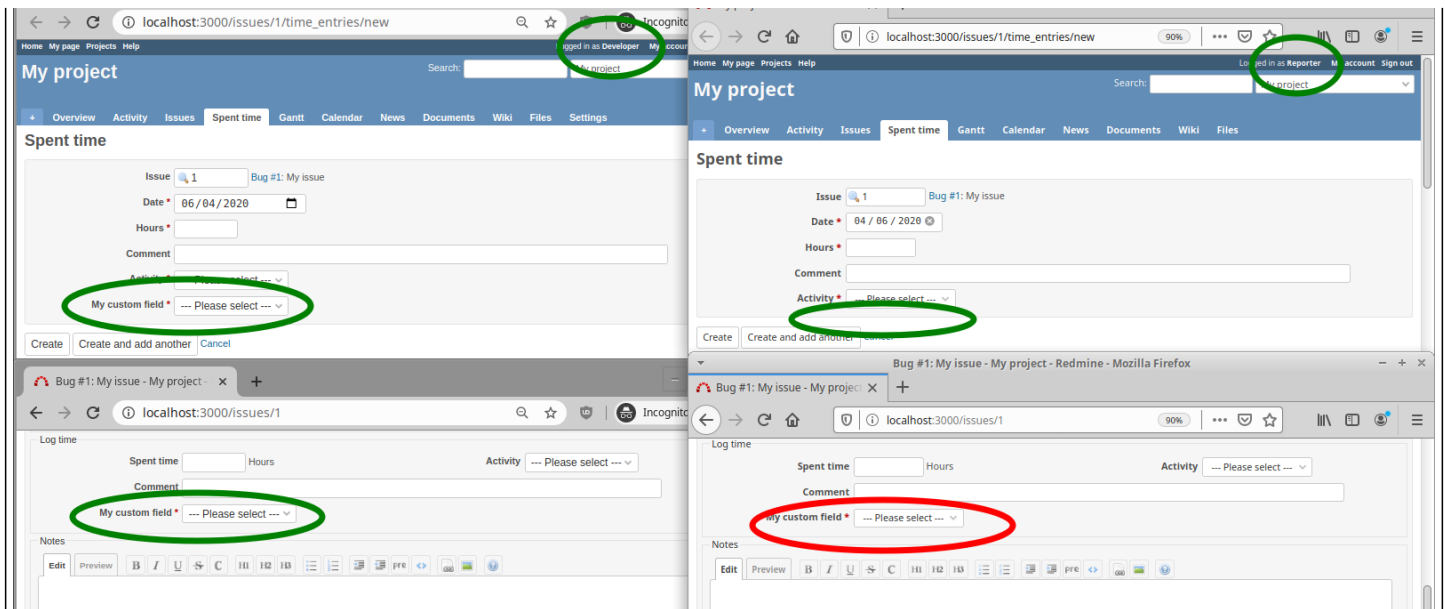 localhost:3000/issues/1/time_entries/new
Incognito
Home My page Projects Help
Logged in as Developer My account
My project
Search:
My project
+ Overview Activity Issues Spent time Gantt Calendar News Documents Wiki Files Settings
Spent time
Issue 1 Bug #1: My issue
Date * 06/04/2020
Hours *
Comment
Activity * --- Please select ---
My custom field * --- Please select ---
Create Create and add another Cancel
localhost:3000/issues/1/time_entries/new 90%
Home My page Projects Help
Logged in as Reporter My account Sign out
My project
Search:
My project
+ Overview Activity Issues Spent time Gantt Calendar News Documents Wiki Files
Spent time
Issue 1 Bug #1: My issue
Date * 04 / 06 / 2020
Hours *
Comment
Activity * --- Please select ---
Create Create and add another Cancel
Bug #1: My issue - My project -
localhost:3000/issues/1
Incognito
Log time
Spent time Hours Activity --- Please select ---
Comment
My custom field * --- Please select ---
Notes
Edit Preview B I U S C H1 H2 H3 pre
Bug #1: My issue - My project - Redmine - Mozilla Firefox
Bug #1: My issue - My project
localhost:3000/issues/1 90%
Log time
Spent time Hours Activity --- Please select ---
Comment
My custom field * --- Please select ---
Notes
Edit Preview B I U S C H1 H2 H3 pre